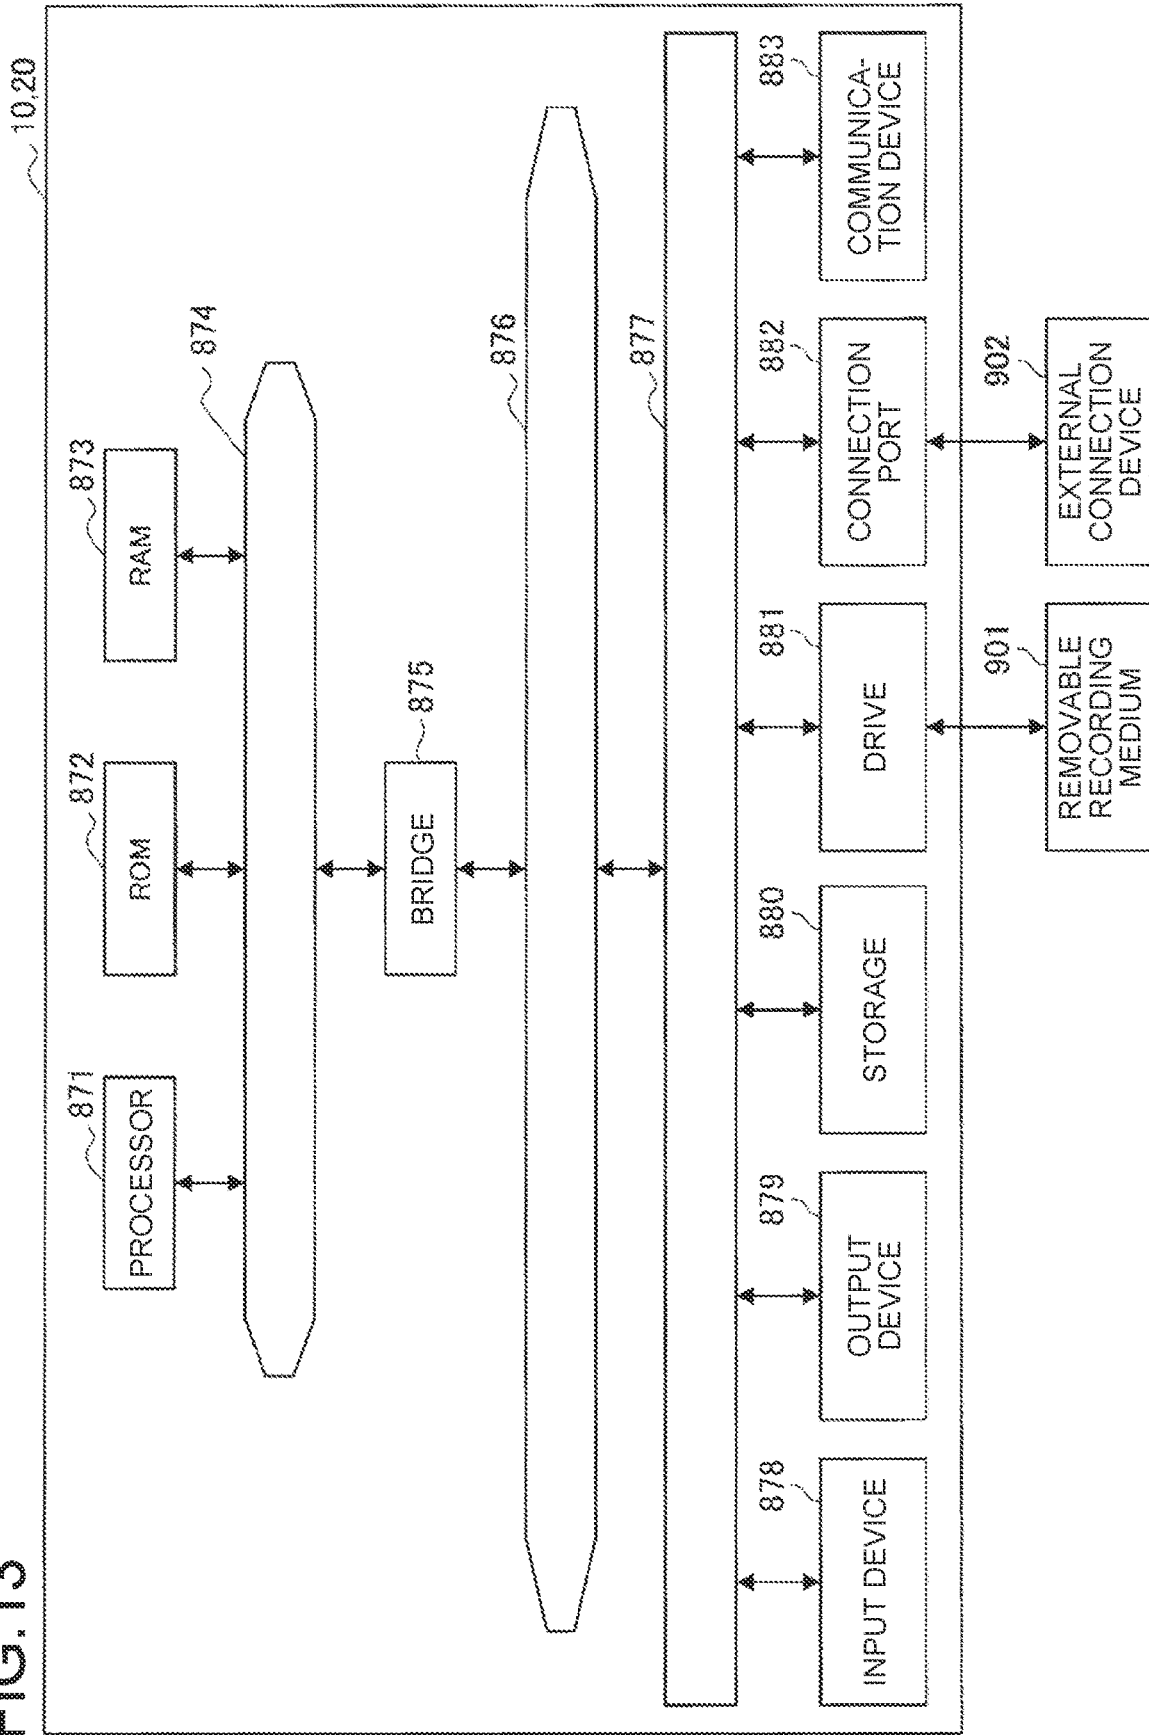 FIG.13
10,20
871
PROCESSOR
872
ROM
873
RAM
874
875
BRIDGE
876
877
878
INPUT DEVICE
879
OUTPUT
DEVICE
880
STORAGE
881
DRIVE
882
CONNECTION
PORT
883
COMMUNICA-
TION DEVICE
901
REMOVABLE
RECORDING
MEDIUM
902
EXTERNAL
CONNECTION
DEVICE